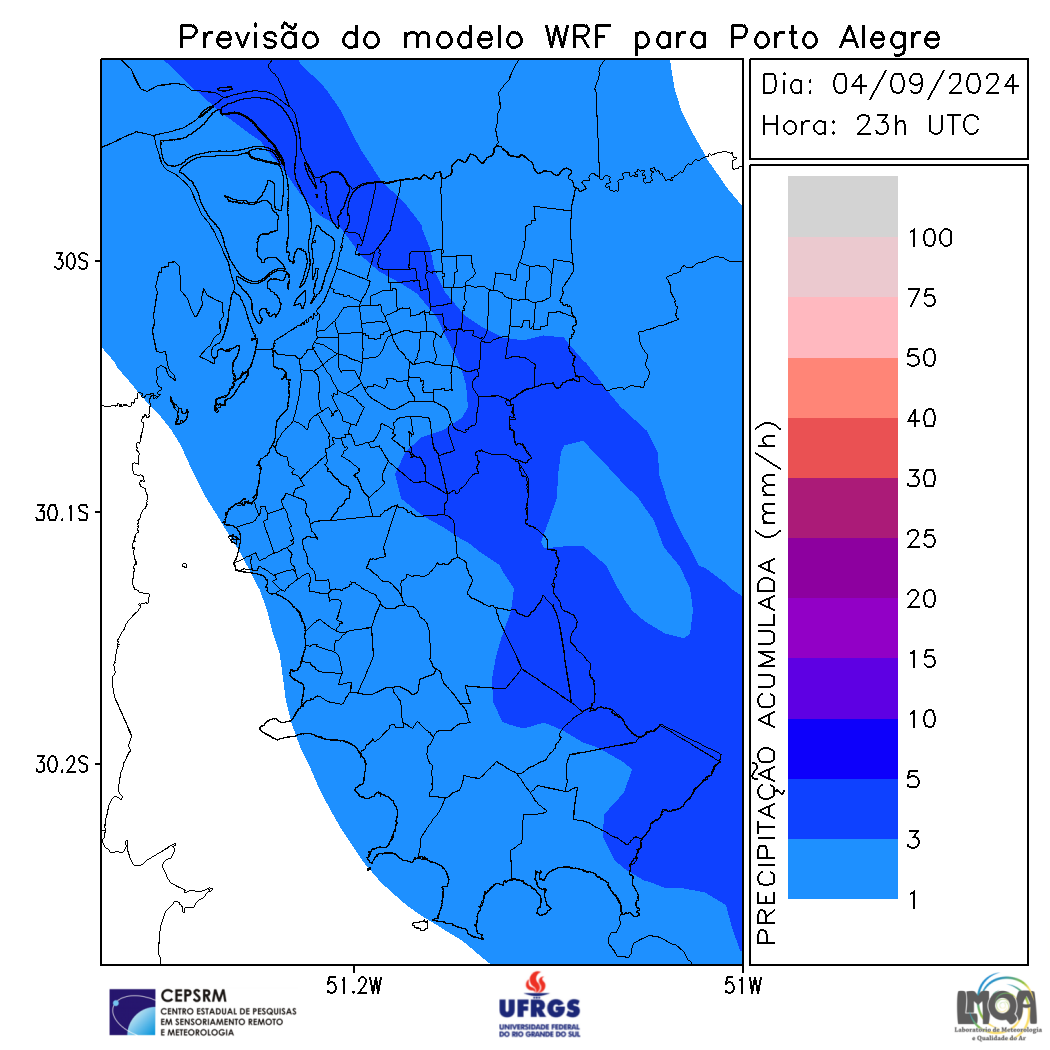 Previsão do modelo WRF para Porto Alegre
Dia: 04/09/2024
Hora: 23h UTC
30S
30.1S
30.2S
51.2W
51W
PRECIPITAÇÃO ACUMULADA (mm/h)
100
75
50
40
30
25
20
15
10
5
3
1
CEPSRM
CENTRO ESTADUAL DE PESQUISAS
EM SENSORIAMENTO REMOTO
E METEOROLOGIA
UFRGS
UNIVERSIDADE FEDERAL
DO RIO GRANDE DO SUL
LMQA
Laboratório de Meteorologia
e Qualidade do Ar